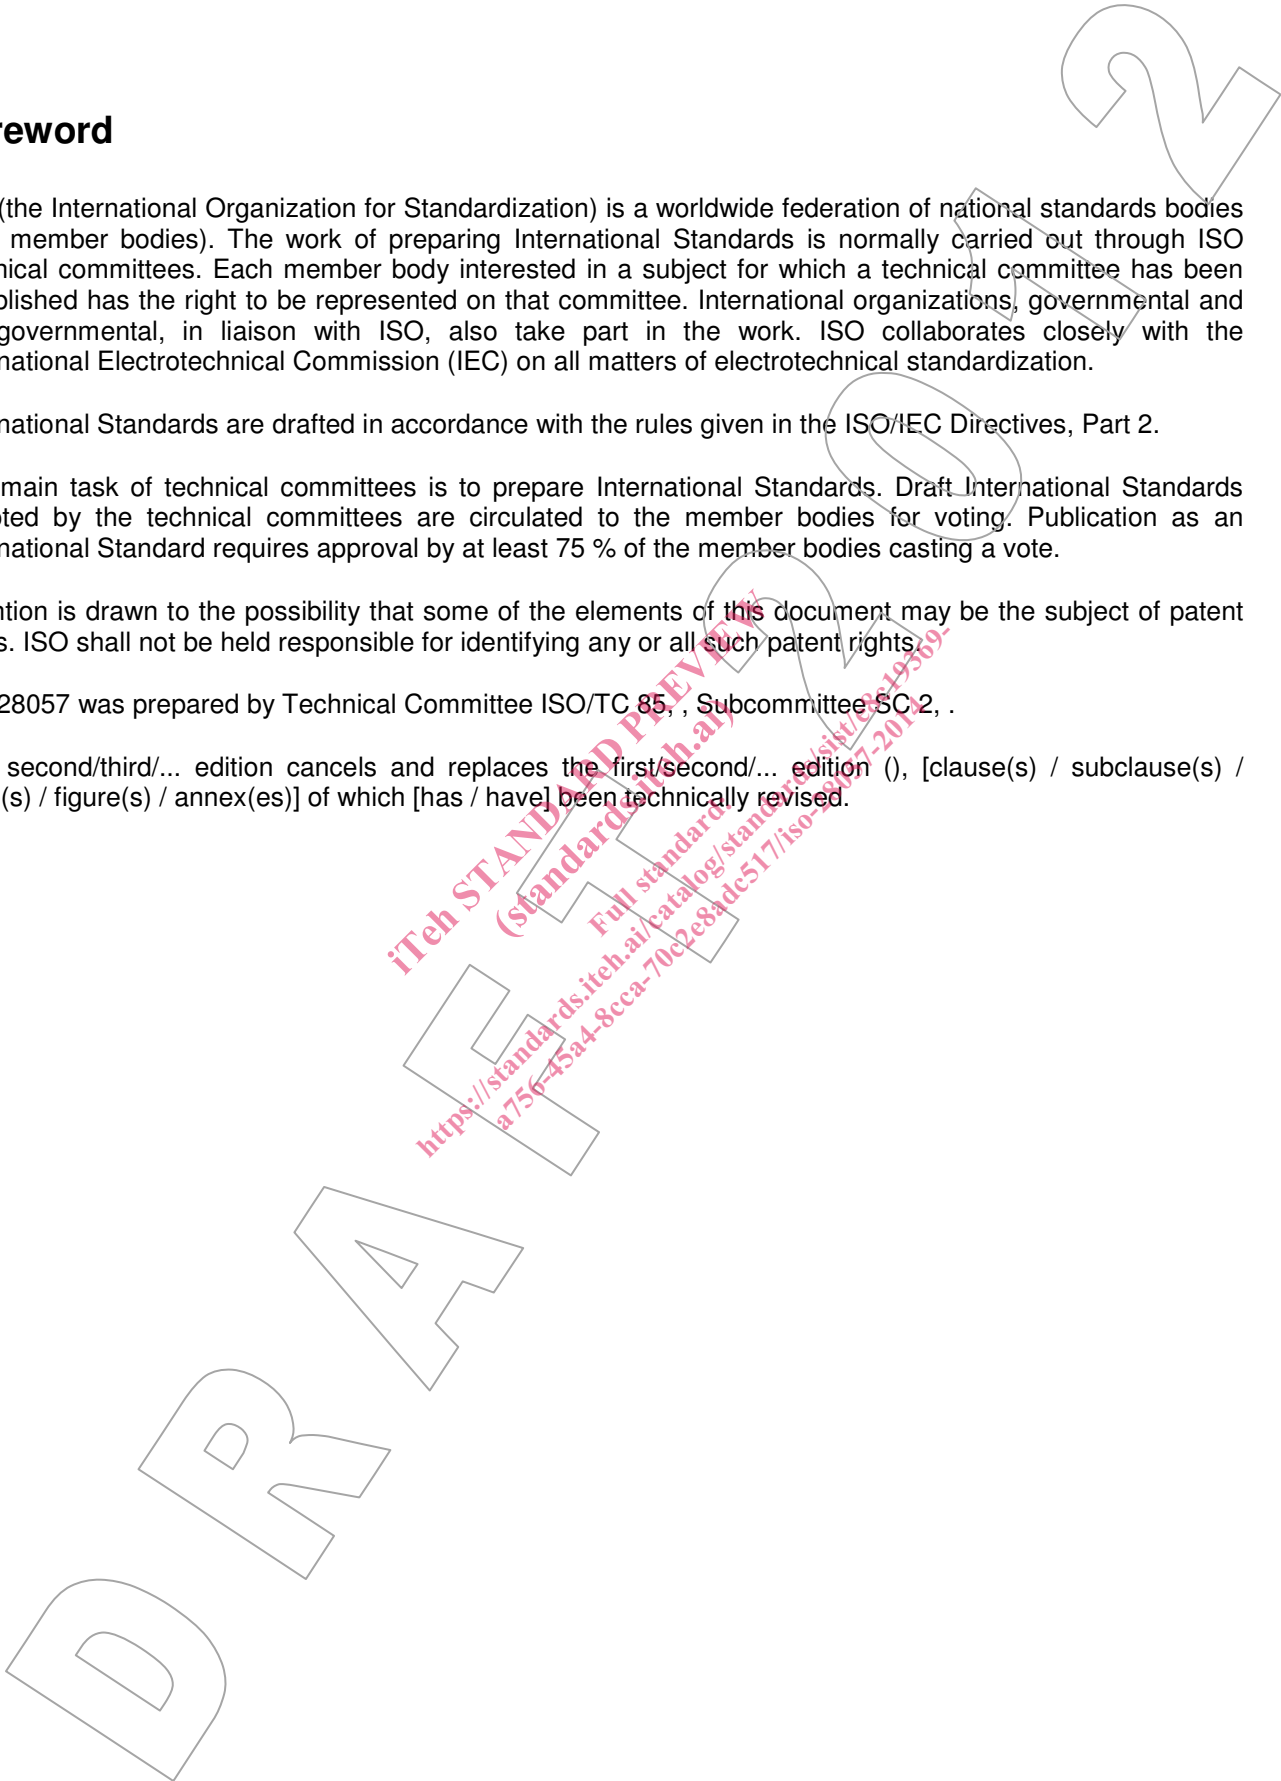 reword
(the International Organization for Standardization) is a worldwide federation of national standards bodies
member bodies). The work of preparing International Standards is normally carried out through ISO
nical committees. Each member body interested in a subject for which a technical committee has been
blished has the right to be represented on that committee. International organizations, governmental and
governmental, in liaison with ISO, also take part in the work. ISO collaborates closely with the
national Electrotechnical Commission (IEC) on all matters of electrotechnical standardization.
national Standards are drafted in accordance with the rules given in the ISO/IEC Directives, Part 2.
main task of technical committees is to prepare International Standards. Draft International Standards
ted by the technical committees are circulated to the member bodies for voting. Publication as an
national Standard requires approval by at least 75 % of the member bodies casting a vote.
ntion is drawn to the possibility that some of the elements of this document may be the subject of patent
s. ISO shall not be held responsible for identifying any or all such patent rights.
28057 was prepared by Technical Committee ISO/TC 85, , Subcommittee SC 2, .
second/third/... edition cancels and replaces the first/second/... edition (), [clause(s) / subclause(s) /
(s) / figure(s) / annex(es)] of which [has / have] been technically revised.
iTeh STANDARD PREVIEW
(standards.iteh.ai)
Full standard:
https://standards.iteh.ai/catalog/standards/sist/e8c19369-
a756-45a4-8cca-70c2e8adc517/iso-28057-2014
DRAFT 2012